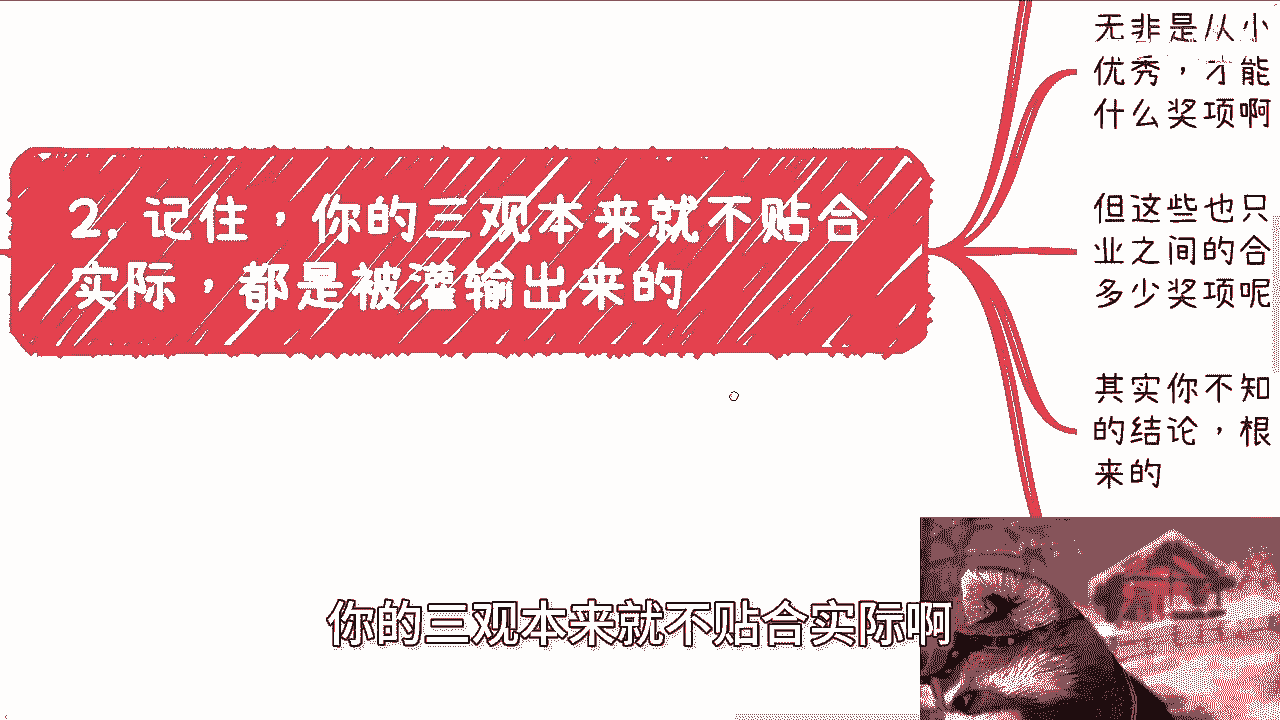 2. 记住，你的三观本来就不贴合
实际，都是被灌输出来的
无非是从小
优秀，才能
什么奖项啊
但这些也只
业之间的合
多少奖项呢
其实你不知
的结论，根
来的
你的三观本来就不贴合实际啊